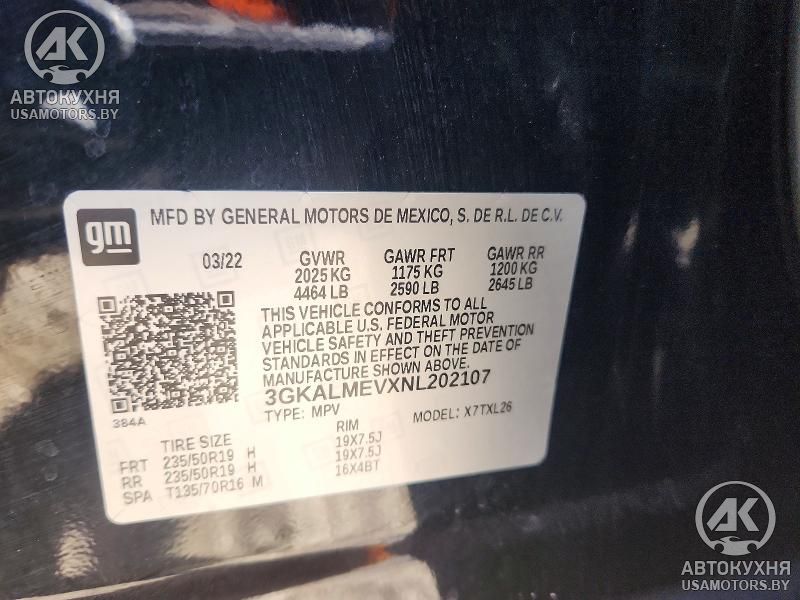 AK
АВТОКУХНЯ
USAMOTORS.BY
gm
MFD BY GENERAL MOTORS DE MEXICO, S. DE R.L. DE C.V.
03/22 GVWR GAWR FRT GAWR RR
2025 KG 1175 KG 1200 KG
4464 LB 2590 LB 2645 LB
THIS VEHICLE CONFORMS TO ALL
APPLICABLE U.S. FEDERAL MOTOR
VEHICLE SAFETY AND THEFT PREVENTION
STANDARDS IN EFFECT ON THE DATE OF
MANUFACTURE SHOWN ABOVE.
3GKALMEVXNL202107
384A
TYPE: MPV MODEL: X7TXL26
TIRE SIZE RIM
FRT 235/50R19 H 19X7.5J
RR 235/50R19 H 19X7.5J
SPA T135/70R16 M 16X4BT
AK
АВТОКУХНЯ
USAMOTORS.BY